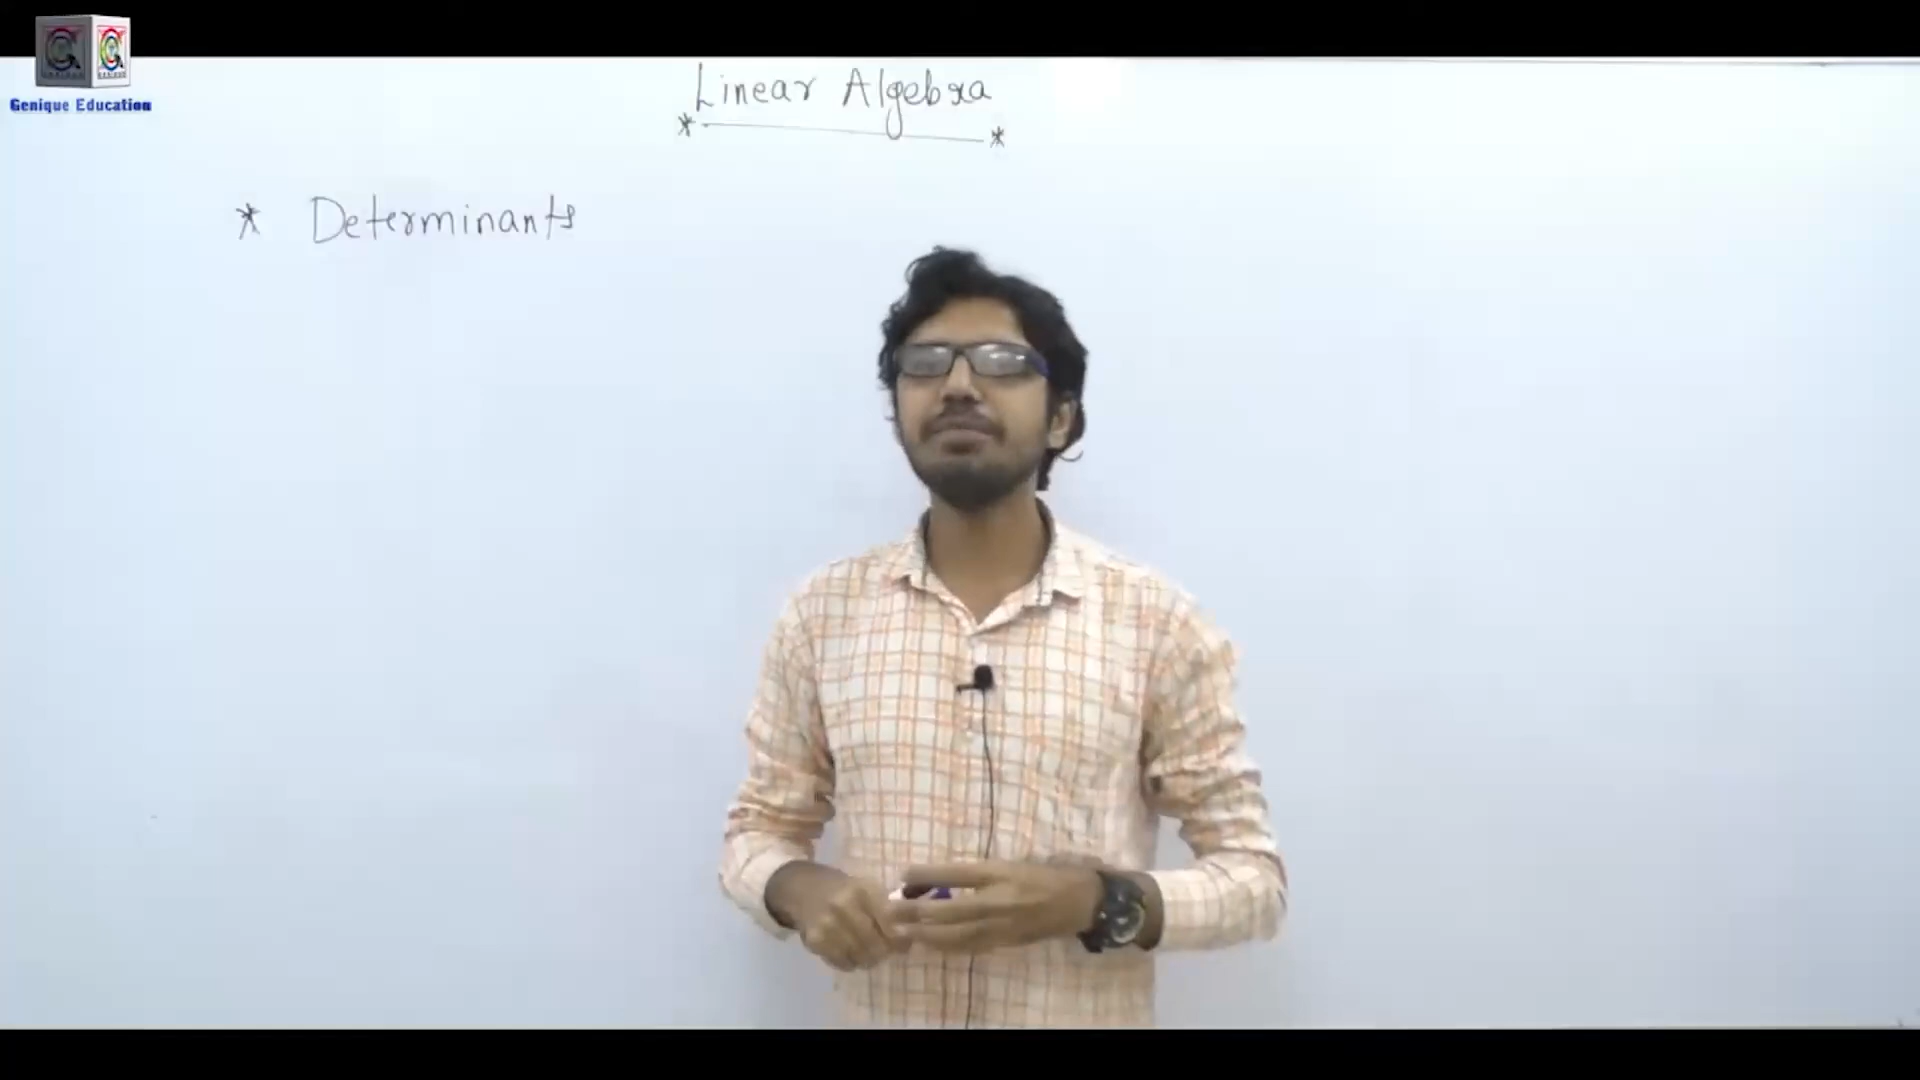 Genique Education
Linear Algebra
* *
* Determinants